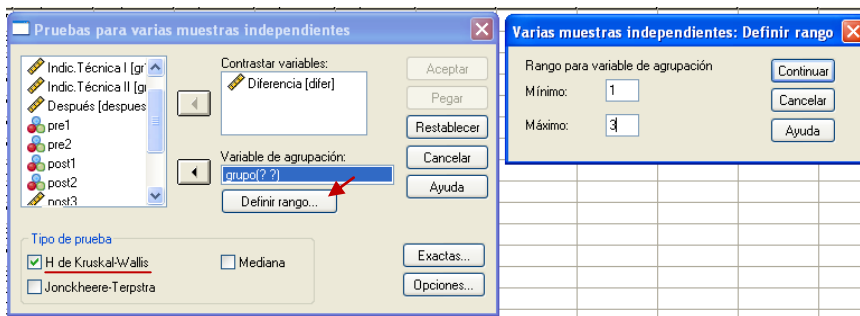 Pruebas para varias muestras independientes
Indic.Técnica I [gr
Indic.Técnica II [gr
Después [despues
pre1
pre2
post1
post2
post3
Contrastar variables:
Diferencia [difer]
Variable de agrupación:
grupo(? ?)
Definir rango...
Aceptar
Pegar
Restablecer
Cancelar
Ayuda
Tipo de prueba
H de Kruskal-Wallis
Mediana
Jonckheere-Terpstra
Exactas...
Opciones...
Varias muestras independientes: Definir rango
Rango para variable de agrupación
Mínimo: 1
Máximo: 3
Continuar
Cancelar
Ayuda